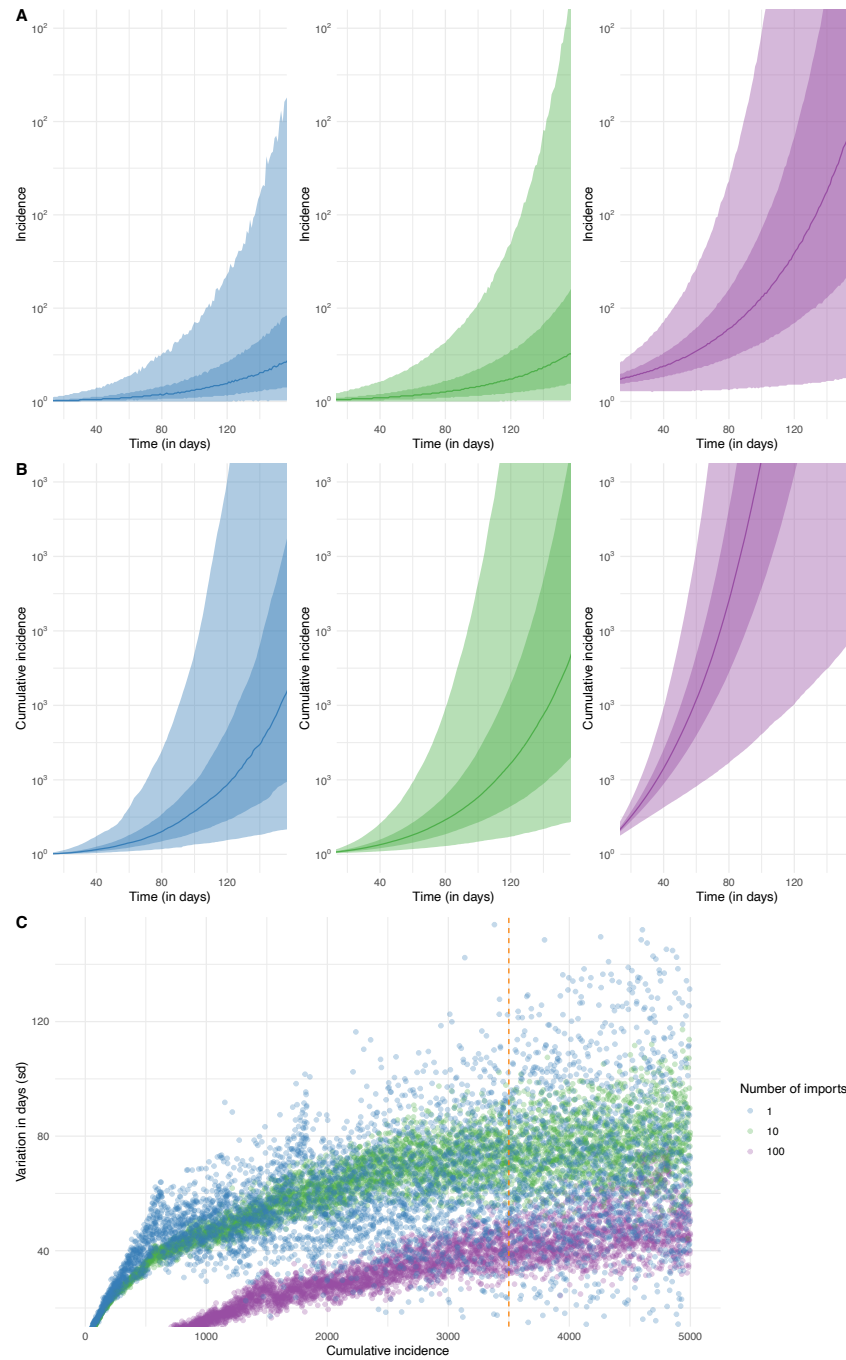 A
10² 10² 10²
10² 10² 10²
10² 10² 10²
10² 10² 10²
10⁰ 10⁰ 10⁰
Incidence Incidence Incidence
40 120 40 80 120 40 80 120
Time (in days) Time (in days) Time (in days)
B
10³ 10³ 10³
10³ 10³ 10³
10³ 10³ 10³
10³ 10³ 10³
10³ 10³ 10³
10⁰ 10⁰ 10⁰
Cumulative incidence Cumulative incidence Cumulative incidence
40 120 40 120 40 80 120
Time (in days) Time (in days) Time (in days)
C
120
80
40
Variation in days (sd)
0 1000 2000 3000 4000 5000
Cumulative incidence
Number of imports
1
10
100